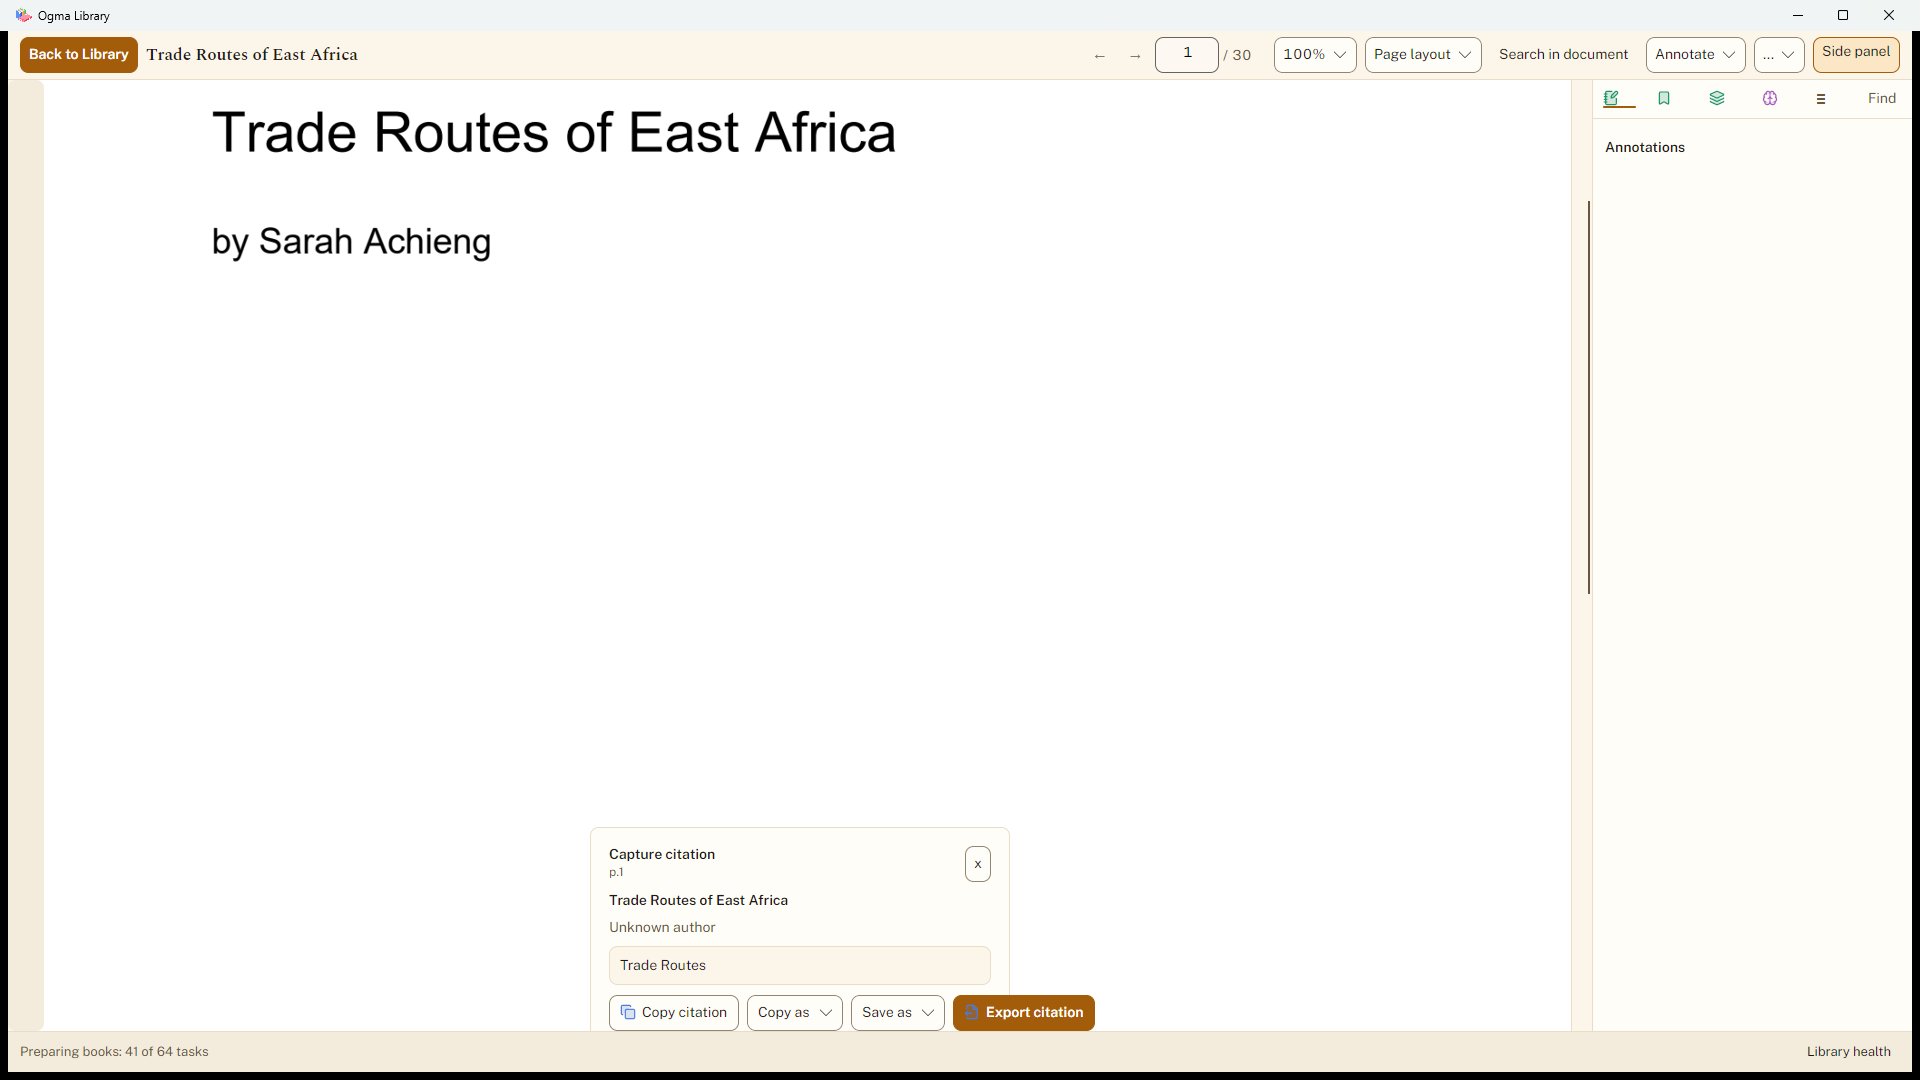 Ogma Library
Back to Library Trade Routes of East Africa ← → 1 / 30 100% Page layout Search in document Annotate ... Side panel
Find
Annotations
Trade Routes of East Africa
by Sarah Achieng
Capture citation
p.1
x
Trade Routes of East Africa
Unknown author
Trade Routes
Copy citation Copy as Save as Export citation
Preparing books: 41 of 64 tasks Library health